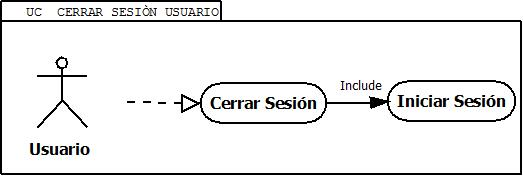 UC CERRAR SESIÒN USUARIO
Include
Cerrar Sesión
Iniciar Sesión
Usuario